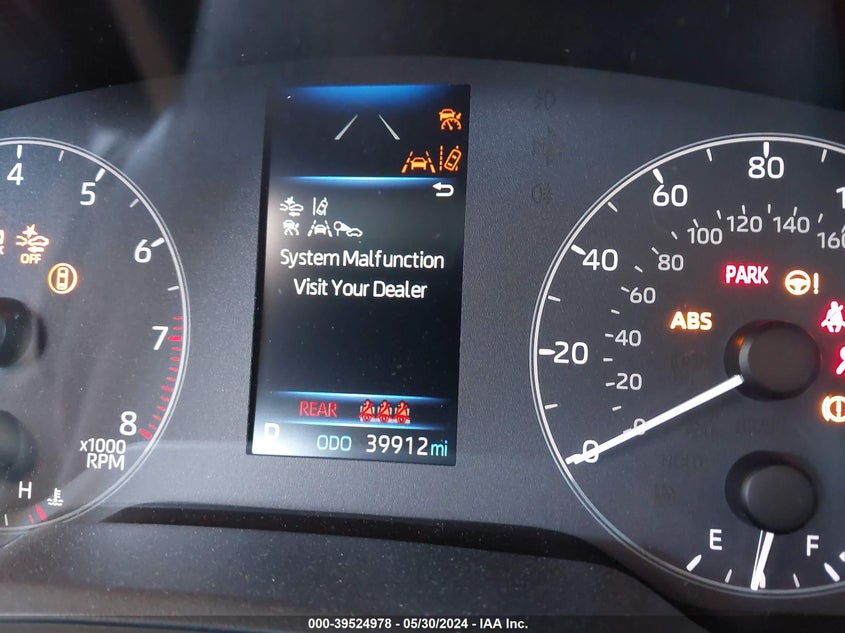 4
5
6
7
8
x1000
RPM
OFF
H
System Malfunction
Visit Your Dealer
REAR
D
ODO 39912 mi
0
20
40
60
80
0
20
40
60
80
100
120
140
160
PARK
ABS
E
F
000-39524978 - 05/30/2024 - IAA Inc.